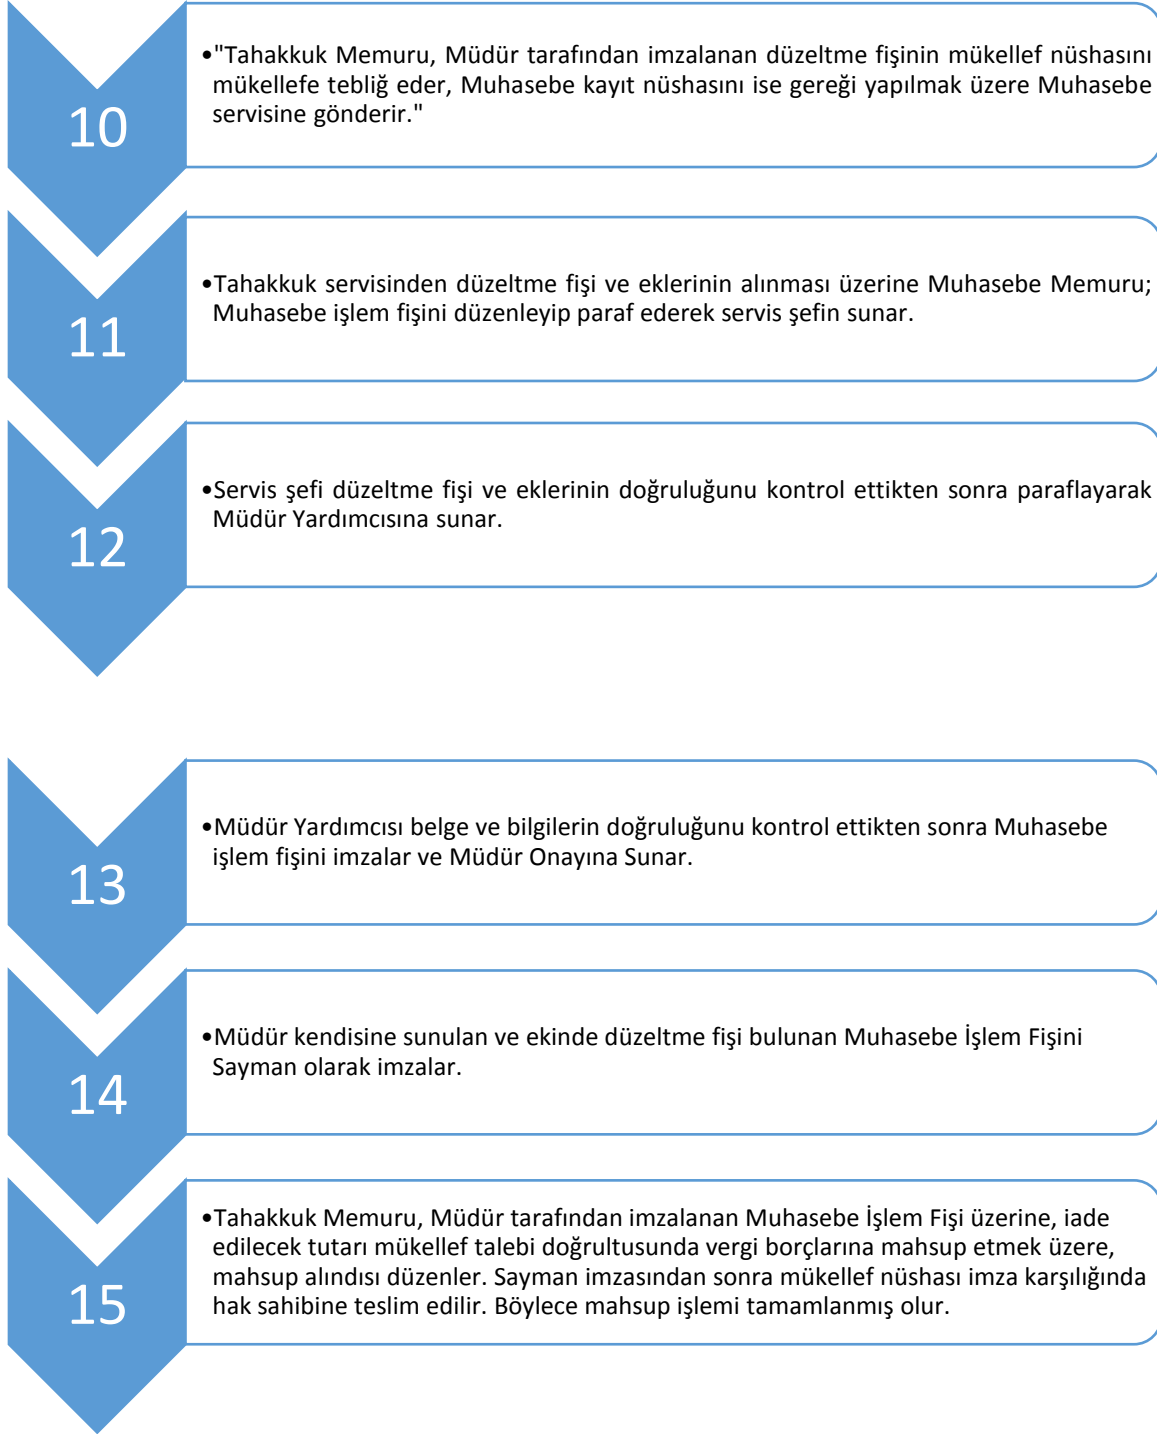 10
•"Tahakkuk Memuru, Müdür tarafından imzalanan düzeltme fişinin mükellef nüshasını
mükellefe tebliğ eder, Muhasebe kayıt nüshasını ise gereği yapılmak üzere Muhasebe
servisine gönderir."
11
•Tahakkuk servisinden düzeltme fişi ve eklerinin alınması üzerine Muhasebe Memuru;
Muhasebe işlem fişini düzenleyip paraf ederek servis şefin sunar.
12
•Servis şefi düzeltme fişi ve eklerinin doğruluğunu kontrol ettikten sonra paraflayarak
Müdür Yardımcısına sunar.
13
•Müdür Yardımcısı belge ve bilgilerin doğruluğunu kontrol ettikten sonra Muhasebe
işlem fişini imzalar ve Müdür Onayına Sunar.
14
•Müdür kendisine sunulan ve ekinde düzeltme fişi bulunan Muhasebe İşlem Fişini
Sayman olarak imzalar.
15
•Tahakkuk Memuru, Müdür tarafından imzalanan Muhasebe İşlem Fişi üzerine, iade
edilecek tutarı mükellef talebi doğrultusunda vergi borçlarına mahsup etmek üzere,
mahsup alındısı düzenler. Sayman imzasından sonra mükellef nüshası imza karşılığında
hak sahibine teslim edilir. Böylece mahsup işlemi tamamlanmış olur.